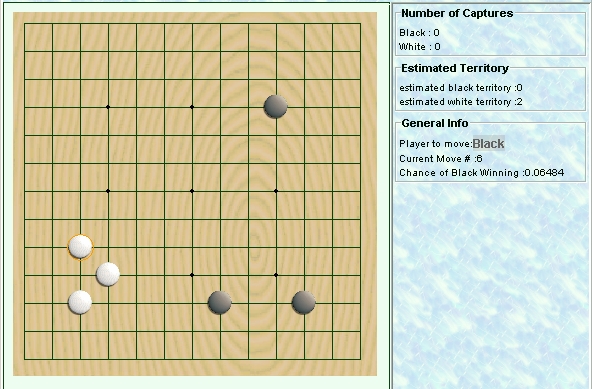 Number of Captures
Black : 0
White : 0
Estimated Territory
estimated black territory :0
estimated white territory :2
General Info
Player to move:Black
Current Move # :6
Chance of Black Winning :0.06484